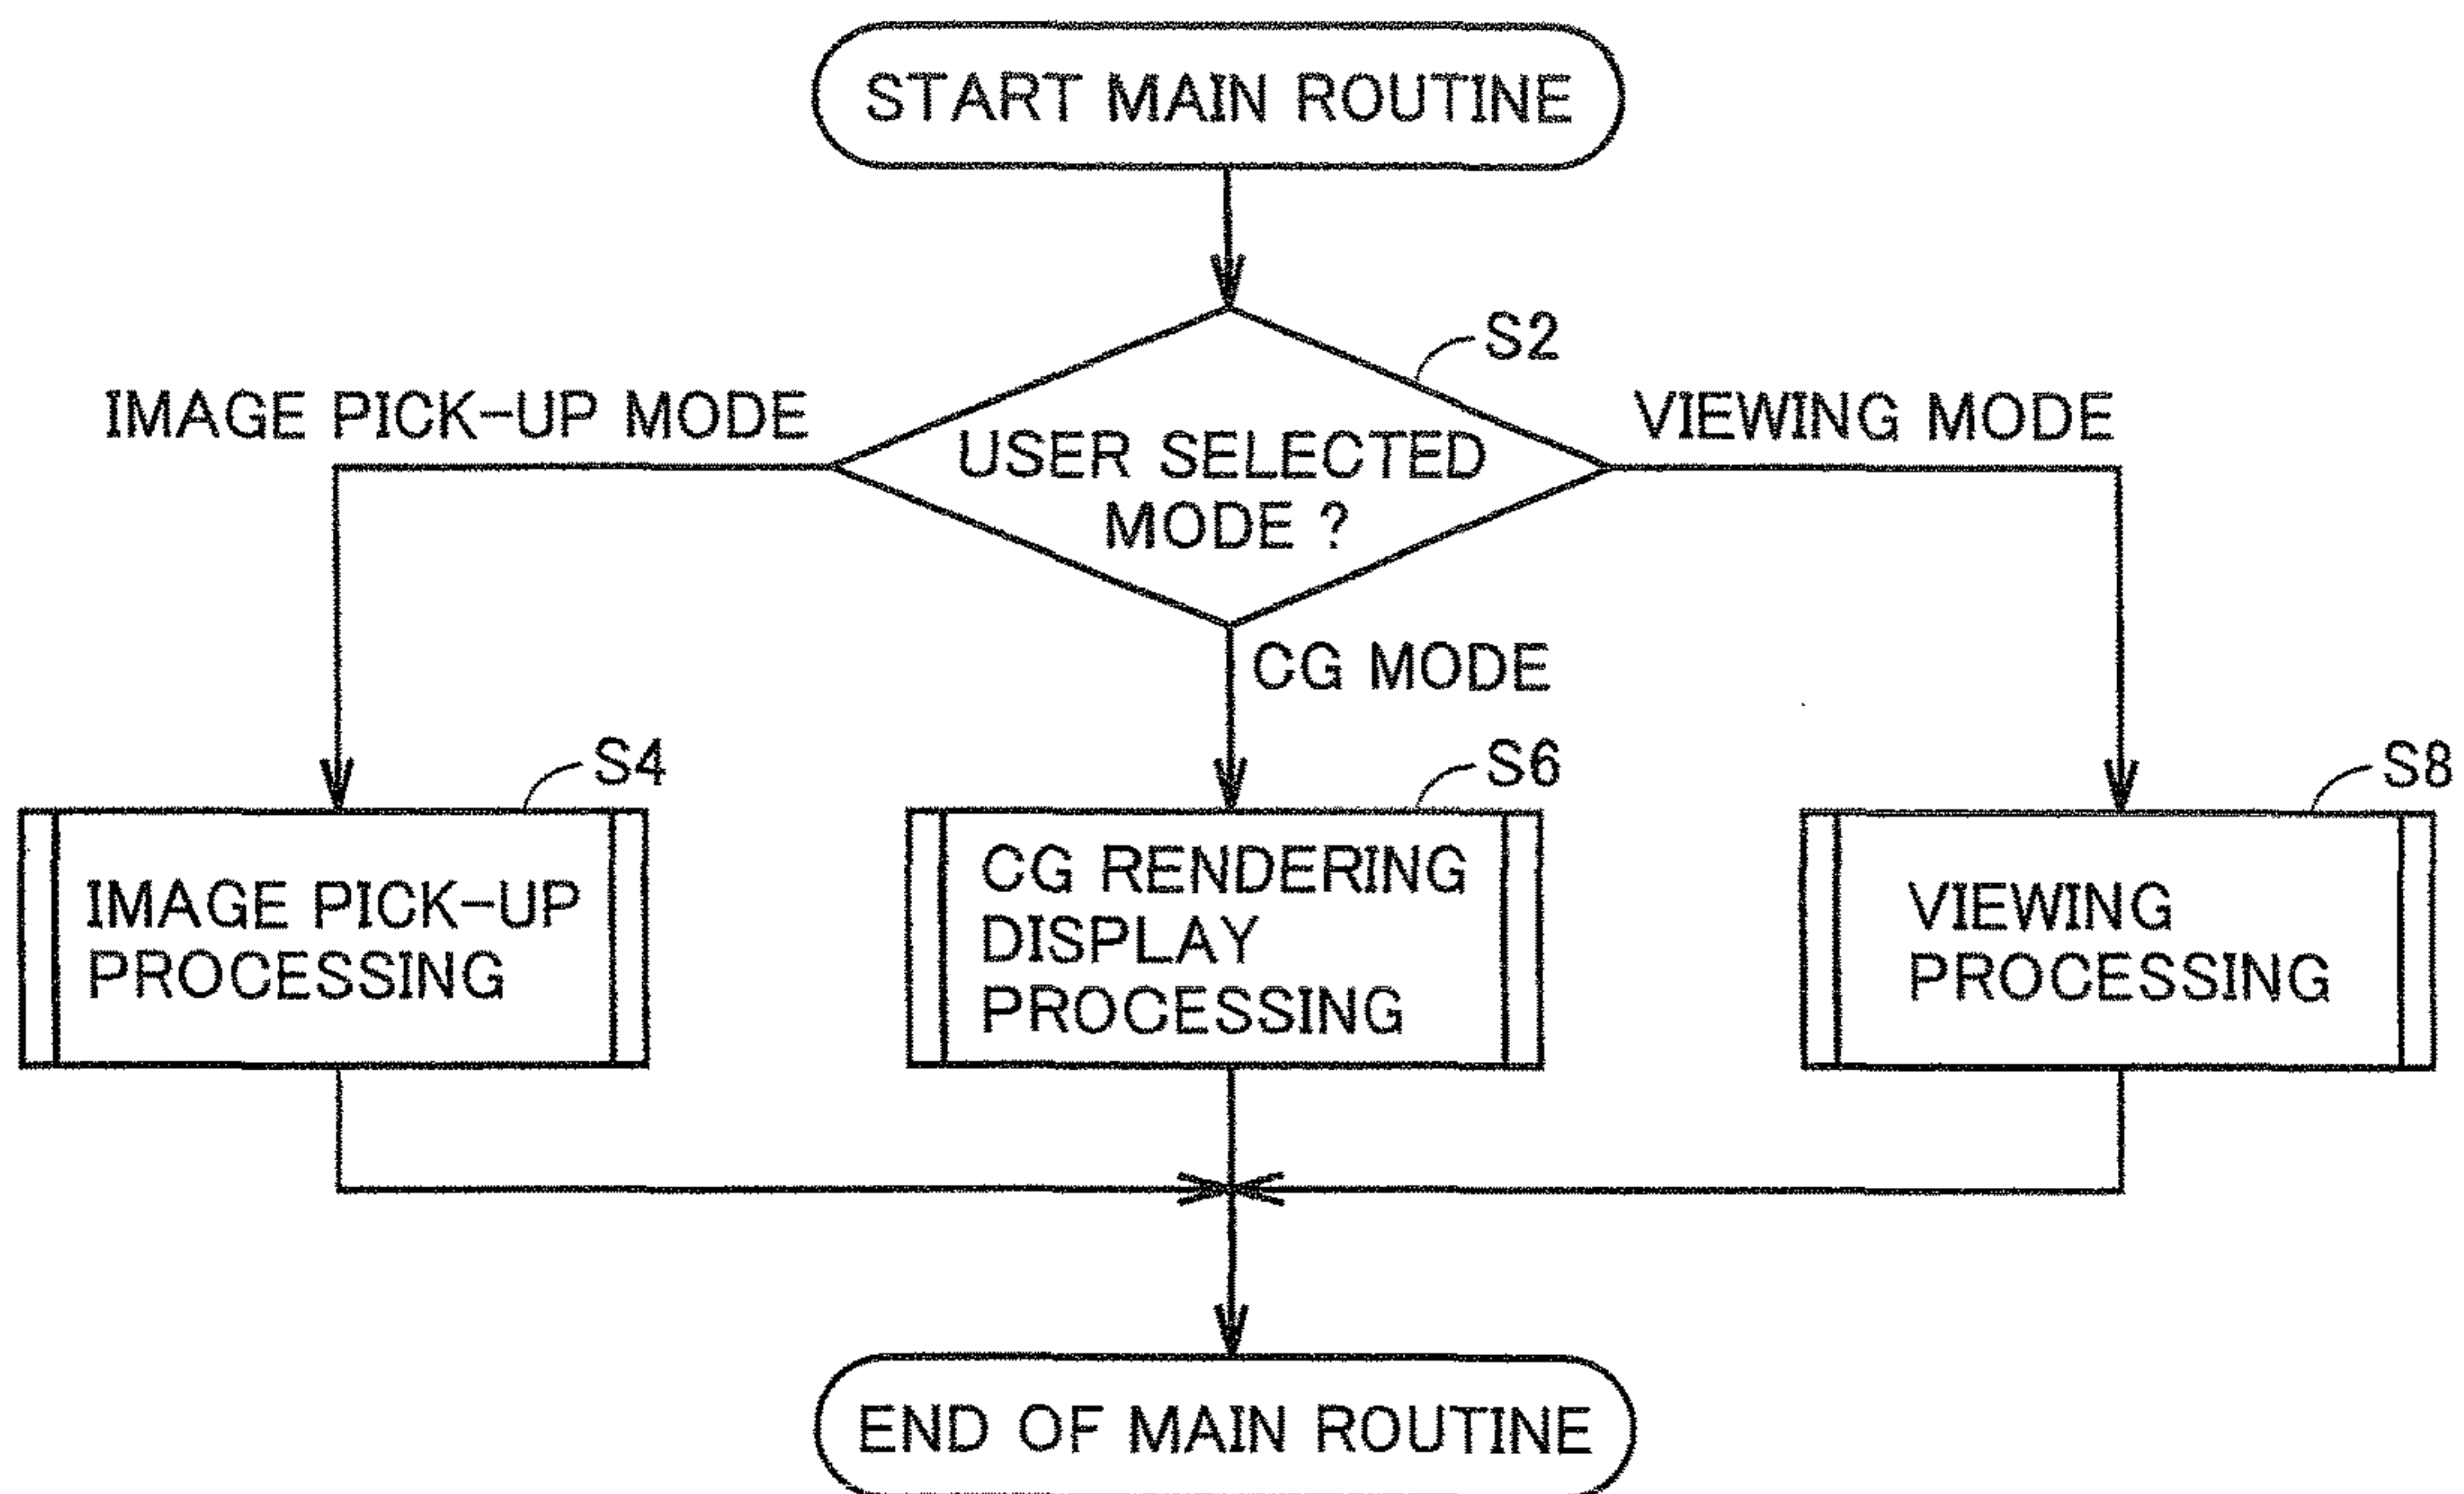 START MAIN ROUTINE
S2
IMAGE PICK-UP MODE
VIEWING MODE
USER SELECTED
MODE ?
CG MODE
S4
S6
S8
IMAGE PICK-UP
PROCESSING
CG RENDERING
DISPLAY
PROCESSING
VIEWING
PROCESSING
END OF MAIN ROUTINE